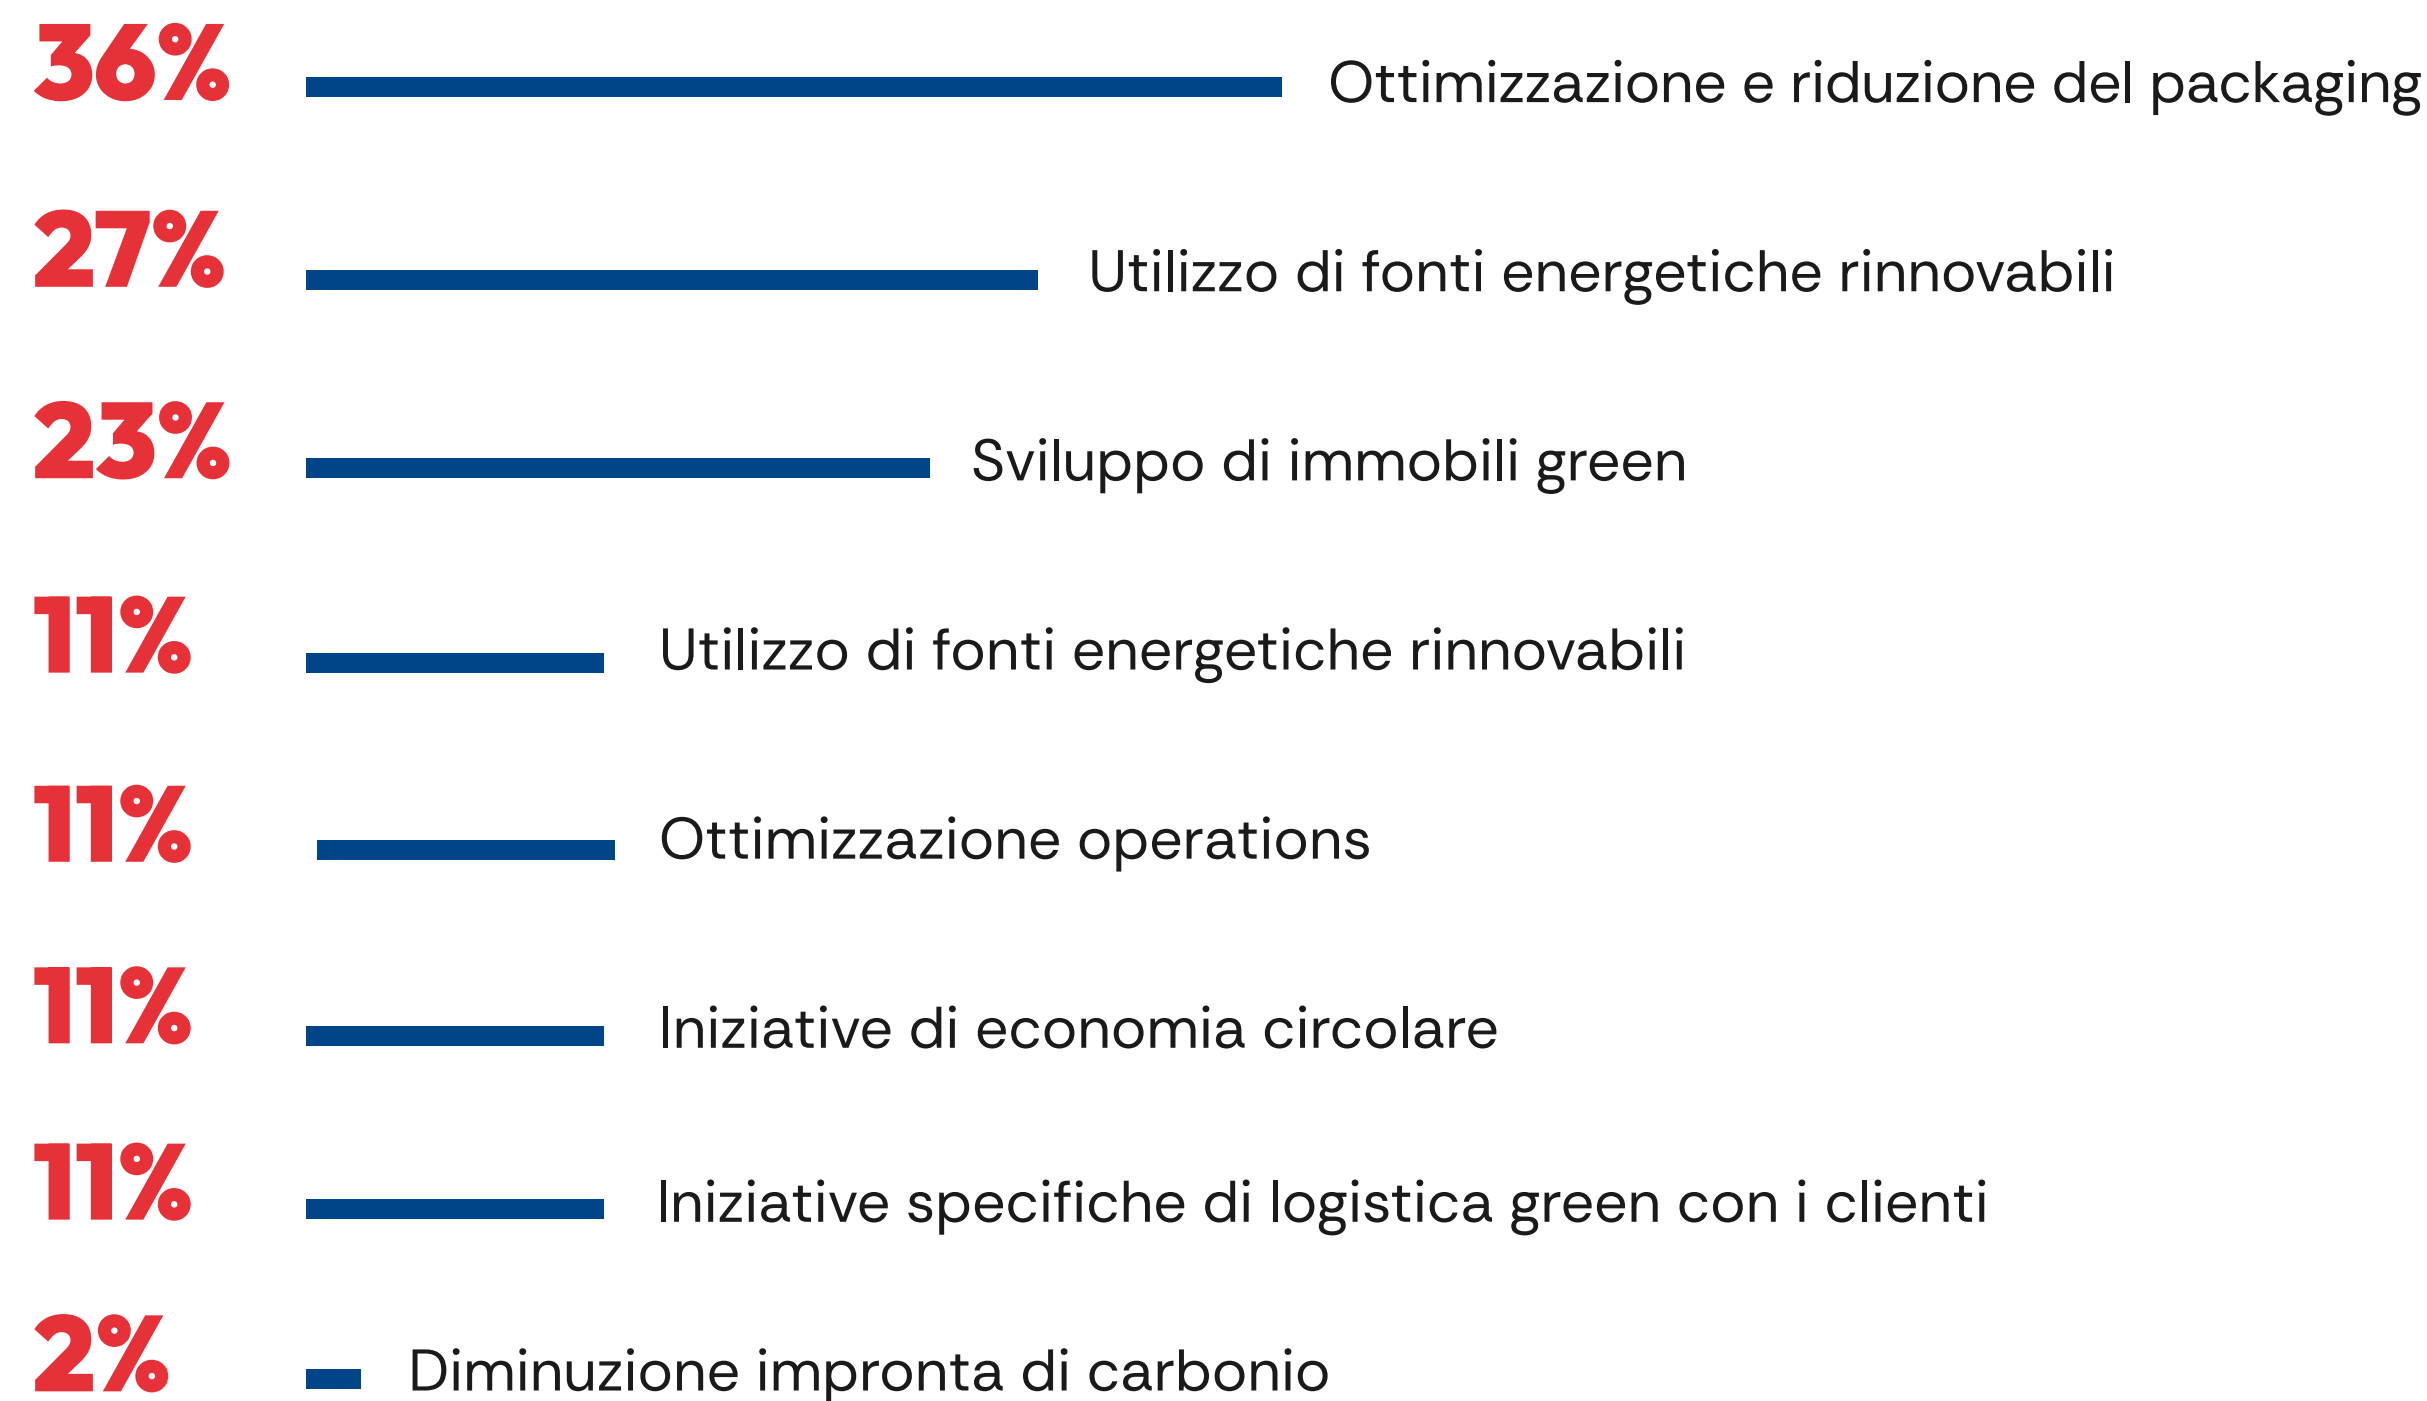 36% Ottimizzazione e riduzione del packaging
27% Utilizzo di fonti energetiche rinnovabili
23% Sviluppo di immobili green
11% Utilizzo di fonti energetiche rinnovabili
11% Ottimizzazione operations
11% Iniziative di economia circolare
11% Iniziative specifiche di logistica green con i clienti
2% Diminuzione impronta di carbonio